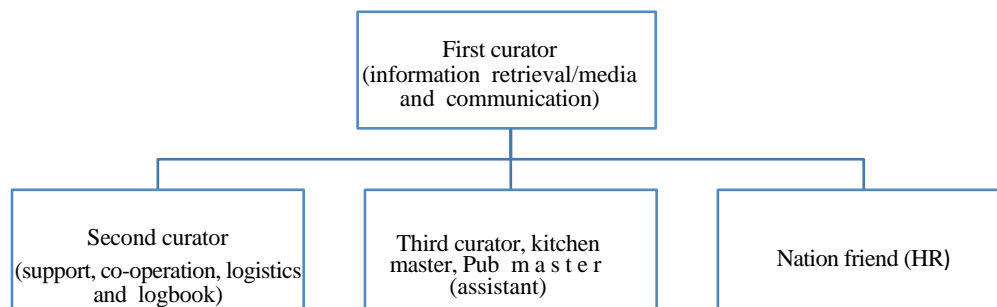 First curator
(information retrieval/media
and communication)
Second curator
(support, co-operation, logistics
and logbook)
Third curator, kitchen
master, Pub m a s t e r
(assistant)
Nation friend (HR)